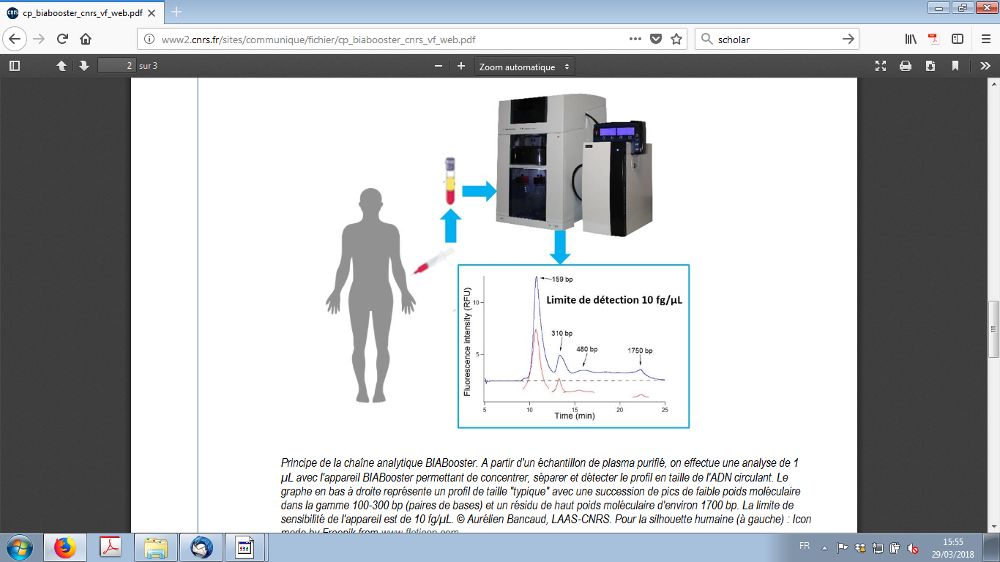 cnrs
cp_biabooster_cnrs_vf_web.pdf
www2.cnrs.fr/sites/communique/fichier/cp_biabooster_cnrs_vf_web.pdf
scholar
2 sur 3
Zoom automatique
159 bp
Limite de détection 10 fg/µL
310 bp
480 bp
1750 bp
Fluorescence intensity (RFU)
10
5
5 10 15 20 25
Time (min)
Principe de la chaîne analytique BIABooster. A partir d'un échantillon de plasma purifié, on effectue une analyse de 1
µL avec l'appareil BIABooster permettant de concentrer, séparer et détecter le profil en taille de l'ADN circulant. Le
graphe en bas à droite représente un profil de taille "typique" avec une succession de pics de faible poids moléculaire
dans la gamme 100-300 bp (paires de bases) et un résidu de haut poids moléculaire d'environ 1700 bp. La limite de
sensibilité de l'appareil est de 10 fg/µL. © Aurélien Bancaud, LAAS-CNRS. Pour la silhouette humaine (à gauche) : Icon
made by Freepik from www.flaticon.com
FR
15:55
29/03/2018